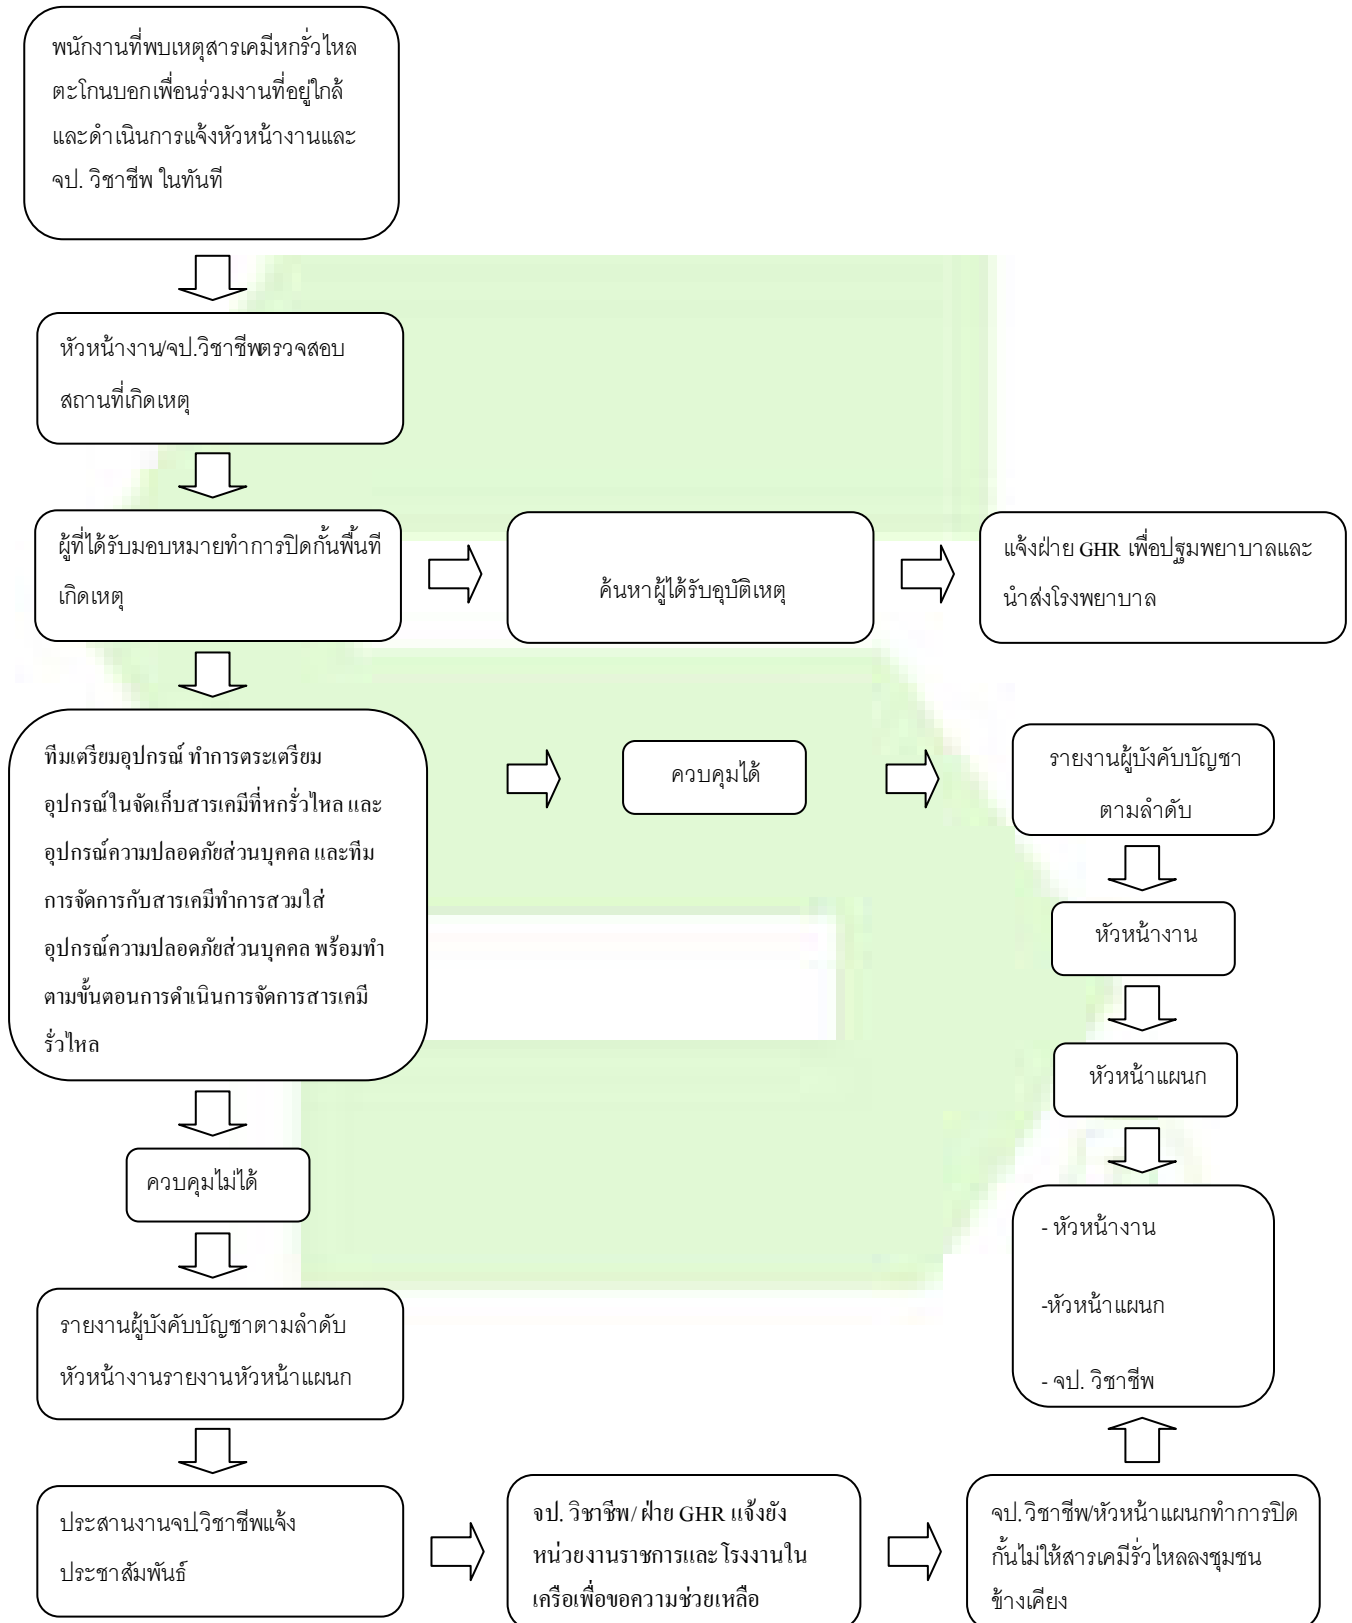 พนักงานที่พบเหตุสารเคมีหกรั่วไหล
ตะโกนบอกเพื่อนร่วมงานที่อยู่ใกล้
และดำเนินการแจ้งหัวหน้างานและ
จป. วิชาชีพ ในทันที
หัวหน้างาน/จป.วิชาชีพตรวจสอบ
สถานที่เกิดเหตุ
ผู้ที่ได้รับมอบหมายทำการปิดกั้นพื้นที่
เกิดเหตุ
ค้นหาผู้ได้รับอุบัติเหตุ
แจ้งฝ่าย GHR เพื่อปฐมพยาบาลและ
นำส่งโรงพยาบาล
ทีมเตรียมอุปกรณ์ ทำการตระเตรียม
อุปกรณ์ในจัดเก็บสารเคมีที่หกรั่วไหล และ
อุปกรณ์ความปลอดภัยส่วนบุคคล และทีม
การจัดการกับสารเคมีทำการสวมใส่
อุปกรณ์ความปลอดภัยส่วนบุคคล พร้อมทำ
ตามขั้นตอนการดำเนินการจัดการสารเคมี
รั่วไหล
ควบคุมได้
รายงานผู้บังคับบัญชา
ตามลำดับ
หัวหน้างาน
หัวหน้าแผนก
ควบคุมไม่ได้
- หัวหน้างาน
-หัวหน้าแผนก
- จป. วิชาชีพ
รายงานผู้บังคับบัญชาตามลำดับ
หัวหน้างานรายงานหัวหน้าแผนก
ประสานงานจป.วิชาชีพแจ้ง
ประชาสัมพันธ์
จป. วิชาชีพ/ ฝ่าย GHR แจ้งยัง
หน่วยงานราชการและ โรงงานใน
เครือเพื่อขอความช่วยเหลือ
จป. วิชาชีพ/หัวหน้าแผนกทำการปิด
กั้นไม่ให้สารเคมีรั่วไหลลงชุมชน
ข้างเคียง